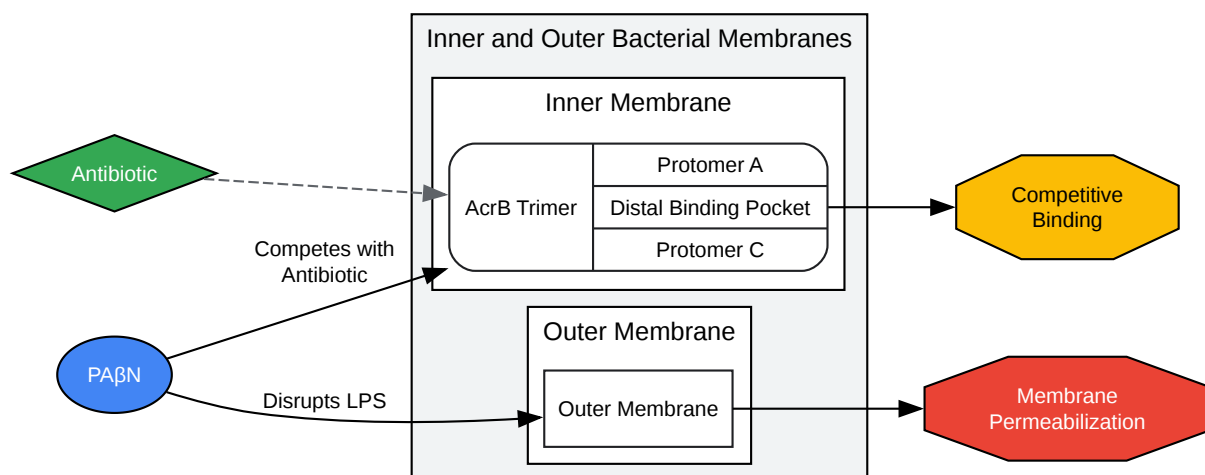 Inner and Outer Bacterial Membranes
Inner Membrane
Antibiotic
AcrB Trimer
Protomer A
Distal Binding Pocket
Protomer C
Competitive
Binding
Competes with
Antibiotic
Outer Membrane
PAβN
Disrupts LPS
Outer Membrane
Membrane
Permeabilization